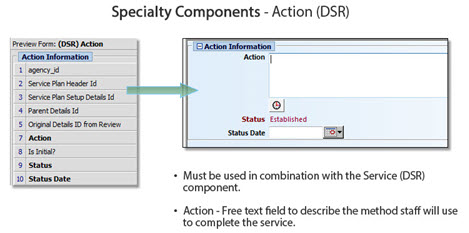 Specialty Components - Action (DSR)
Preview Form: (DSR) Action
Action Information
1 agency_id
2 Service Plan Header Id
3 Service Plan Setup Details Id
4 Parent Details Id
5 Original Details ID from Review
7 Action
8 Is Initial?
9 Status
10 Status Date
Action Information
Action
Status Established
Status Date
• Must be used in combination with the Service (DSR)
component.
• Action - Free text field to describe the method staff will use
to complete the service.